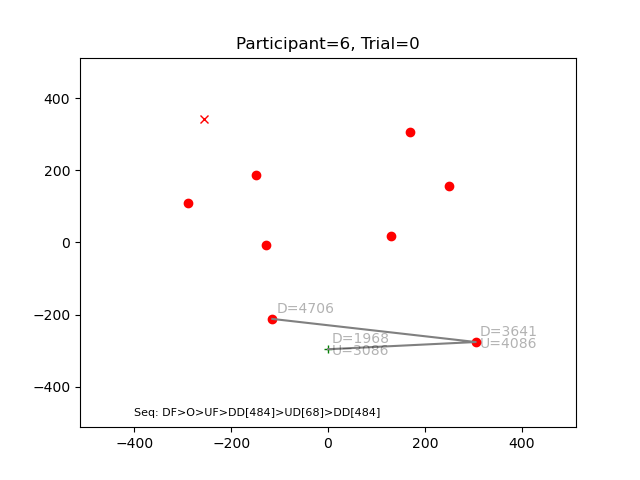 Participant=6, Trial=0
400
200
0
−200
−400
D=4706
D=1968
U=3086
D=3641
U=4086
Seq: DF>O>UF>DD[484]>UD[68]>DD[484]
−400
−200
0
200
400